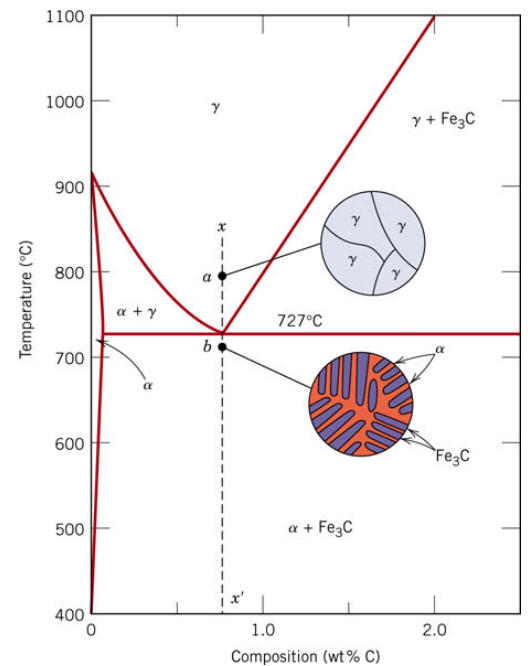 1100
1000
900
800
700
600
500
400
Temperature (°C)
γ
γ + Fe₃C
x
γ
γ
γ
γ
a
α + γ
727°C
b
α
α
Fe₃C
α + Fe₃C
x′
0
1.0
2.0
Composition (wt% C)